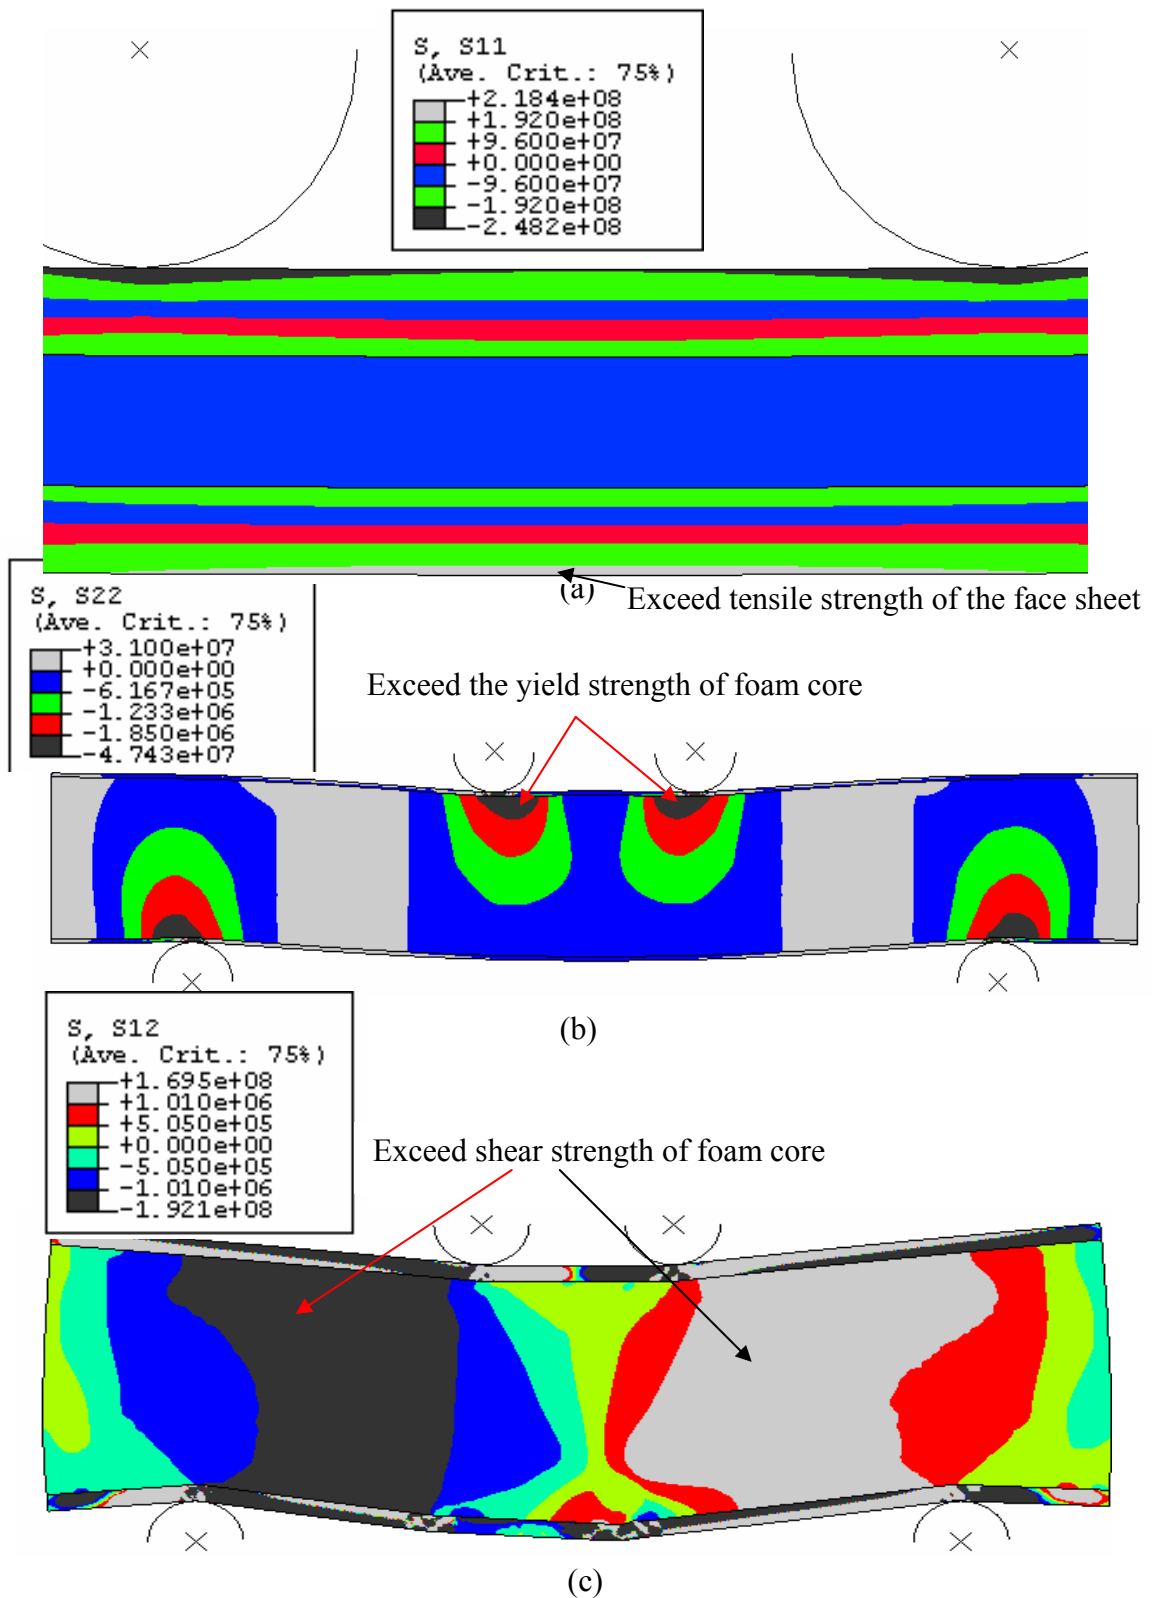 S, S11
(Ave. Crit.: 75%)
+2.184e+08
+1.920e+08
+9.600e+07
+0.000e+00
-9.600e+07
-1.920e+08
-2.482e+08
(a)
Exceed tensile strength of the face sheet
S, S22
(Ave. Crit.: 75%)
+3.100e+07
+0.000e+00
-6.167e+05
-1.233e+06
-1.850e+06
-4.743e+07
Exceed the yield strength of foam core
(b)
S, S12
(Ave. Crit.: 75%)
+1.695e+08
+1.010e+06
+5.050e+05
+0.000e+00
-5.050e+05
-1.010e+06
-1.921e+08
Exceed shear strength of foam core
(c)